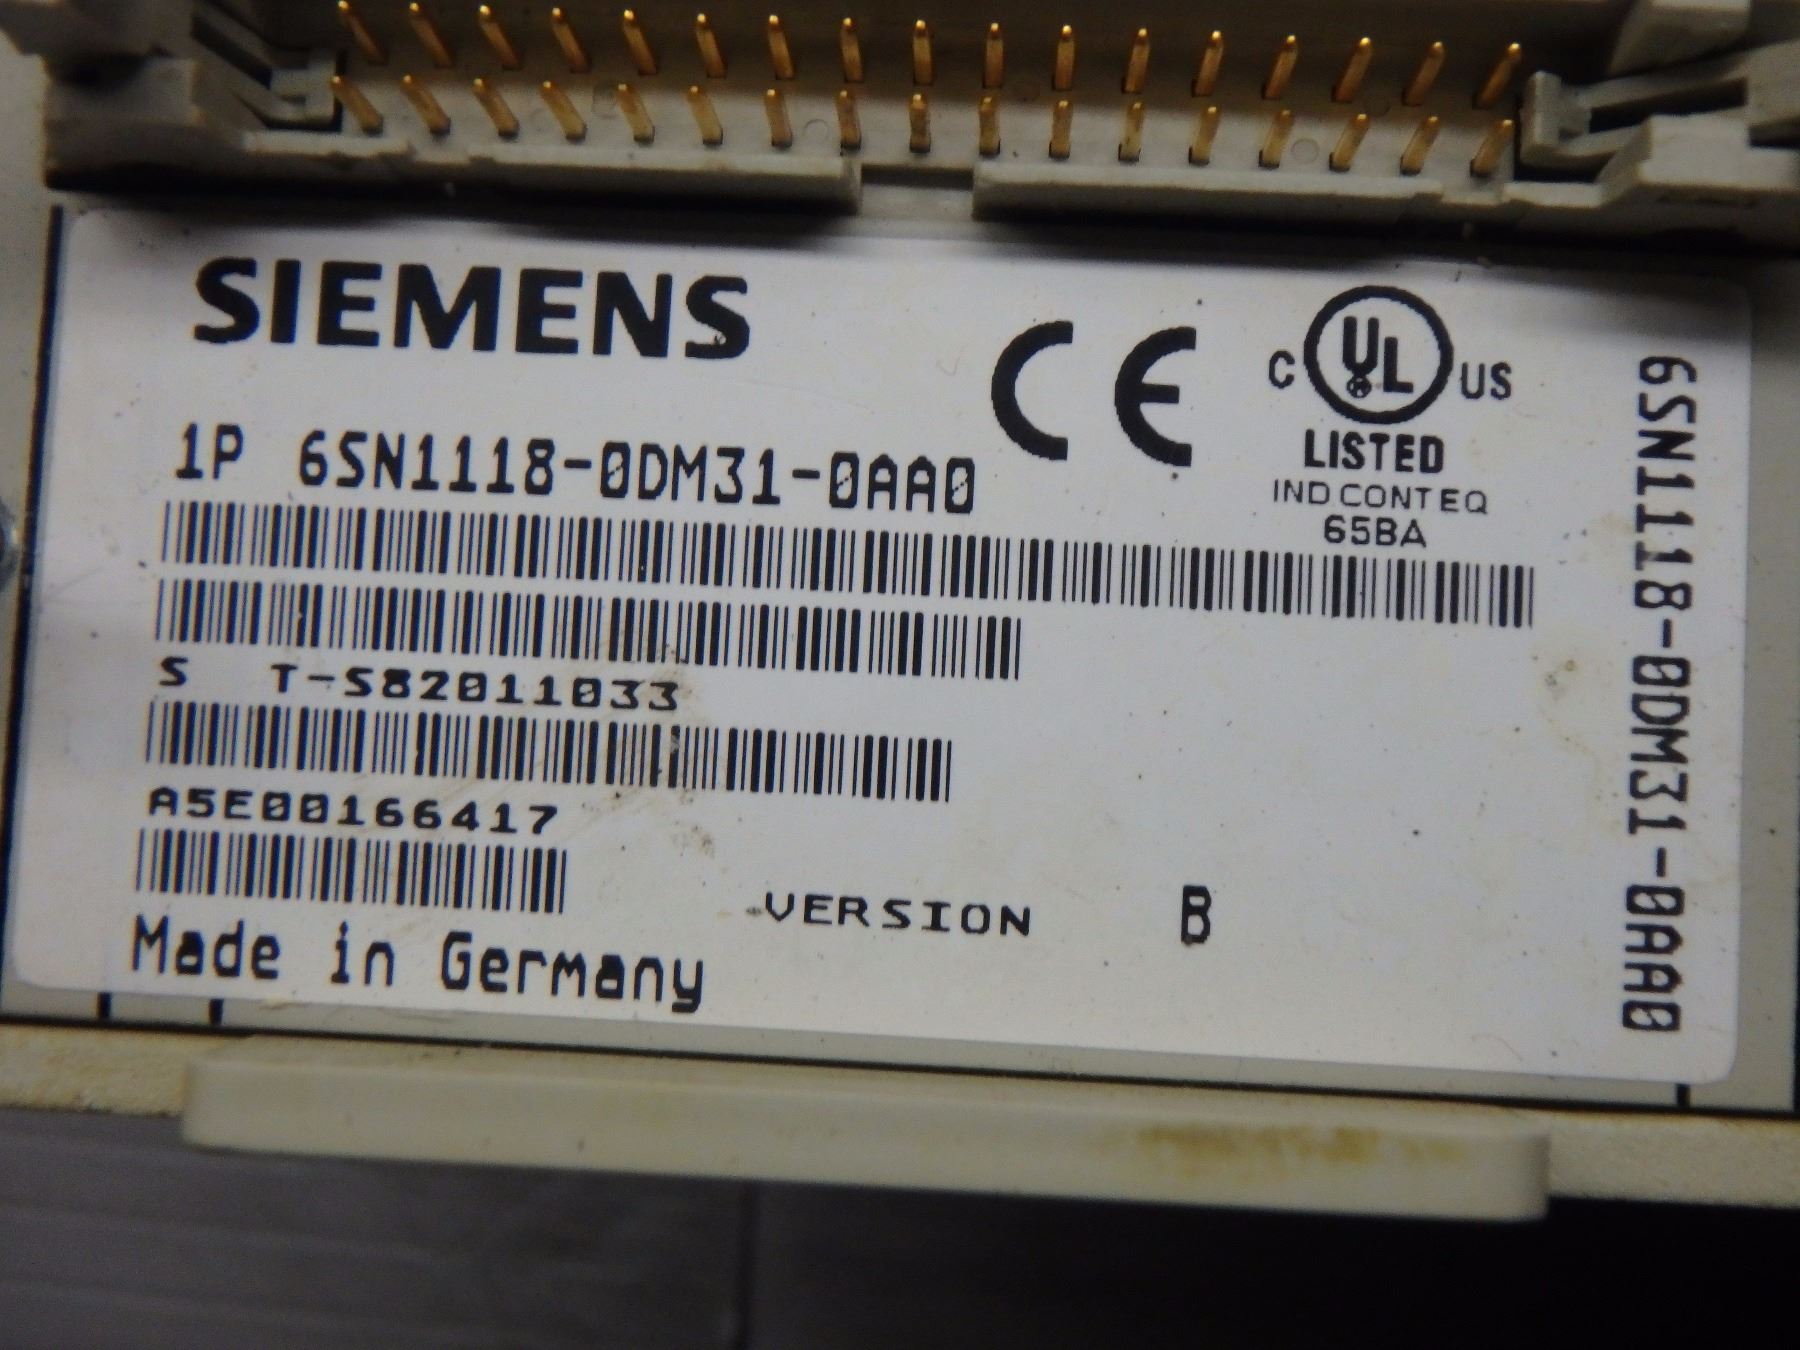 SIEMENS
CE
C UL US
LISTED
IND CONT EQ
65BA
1P 6SN1118-0DM31-0AA0
S T-S82011033
A5E00166417
VERSION B
Made in Germany
6SN1118-0DM31-0AA0